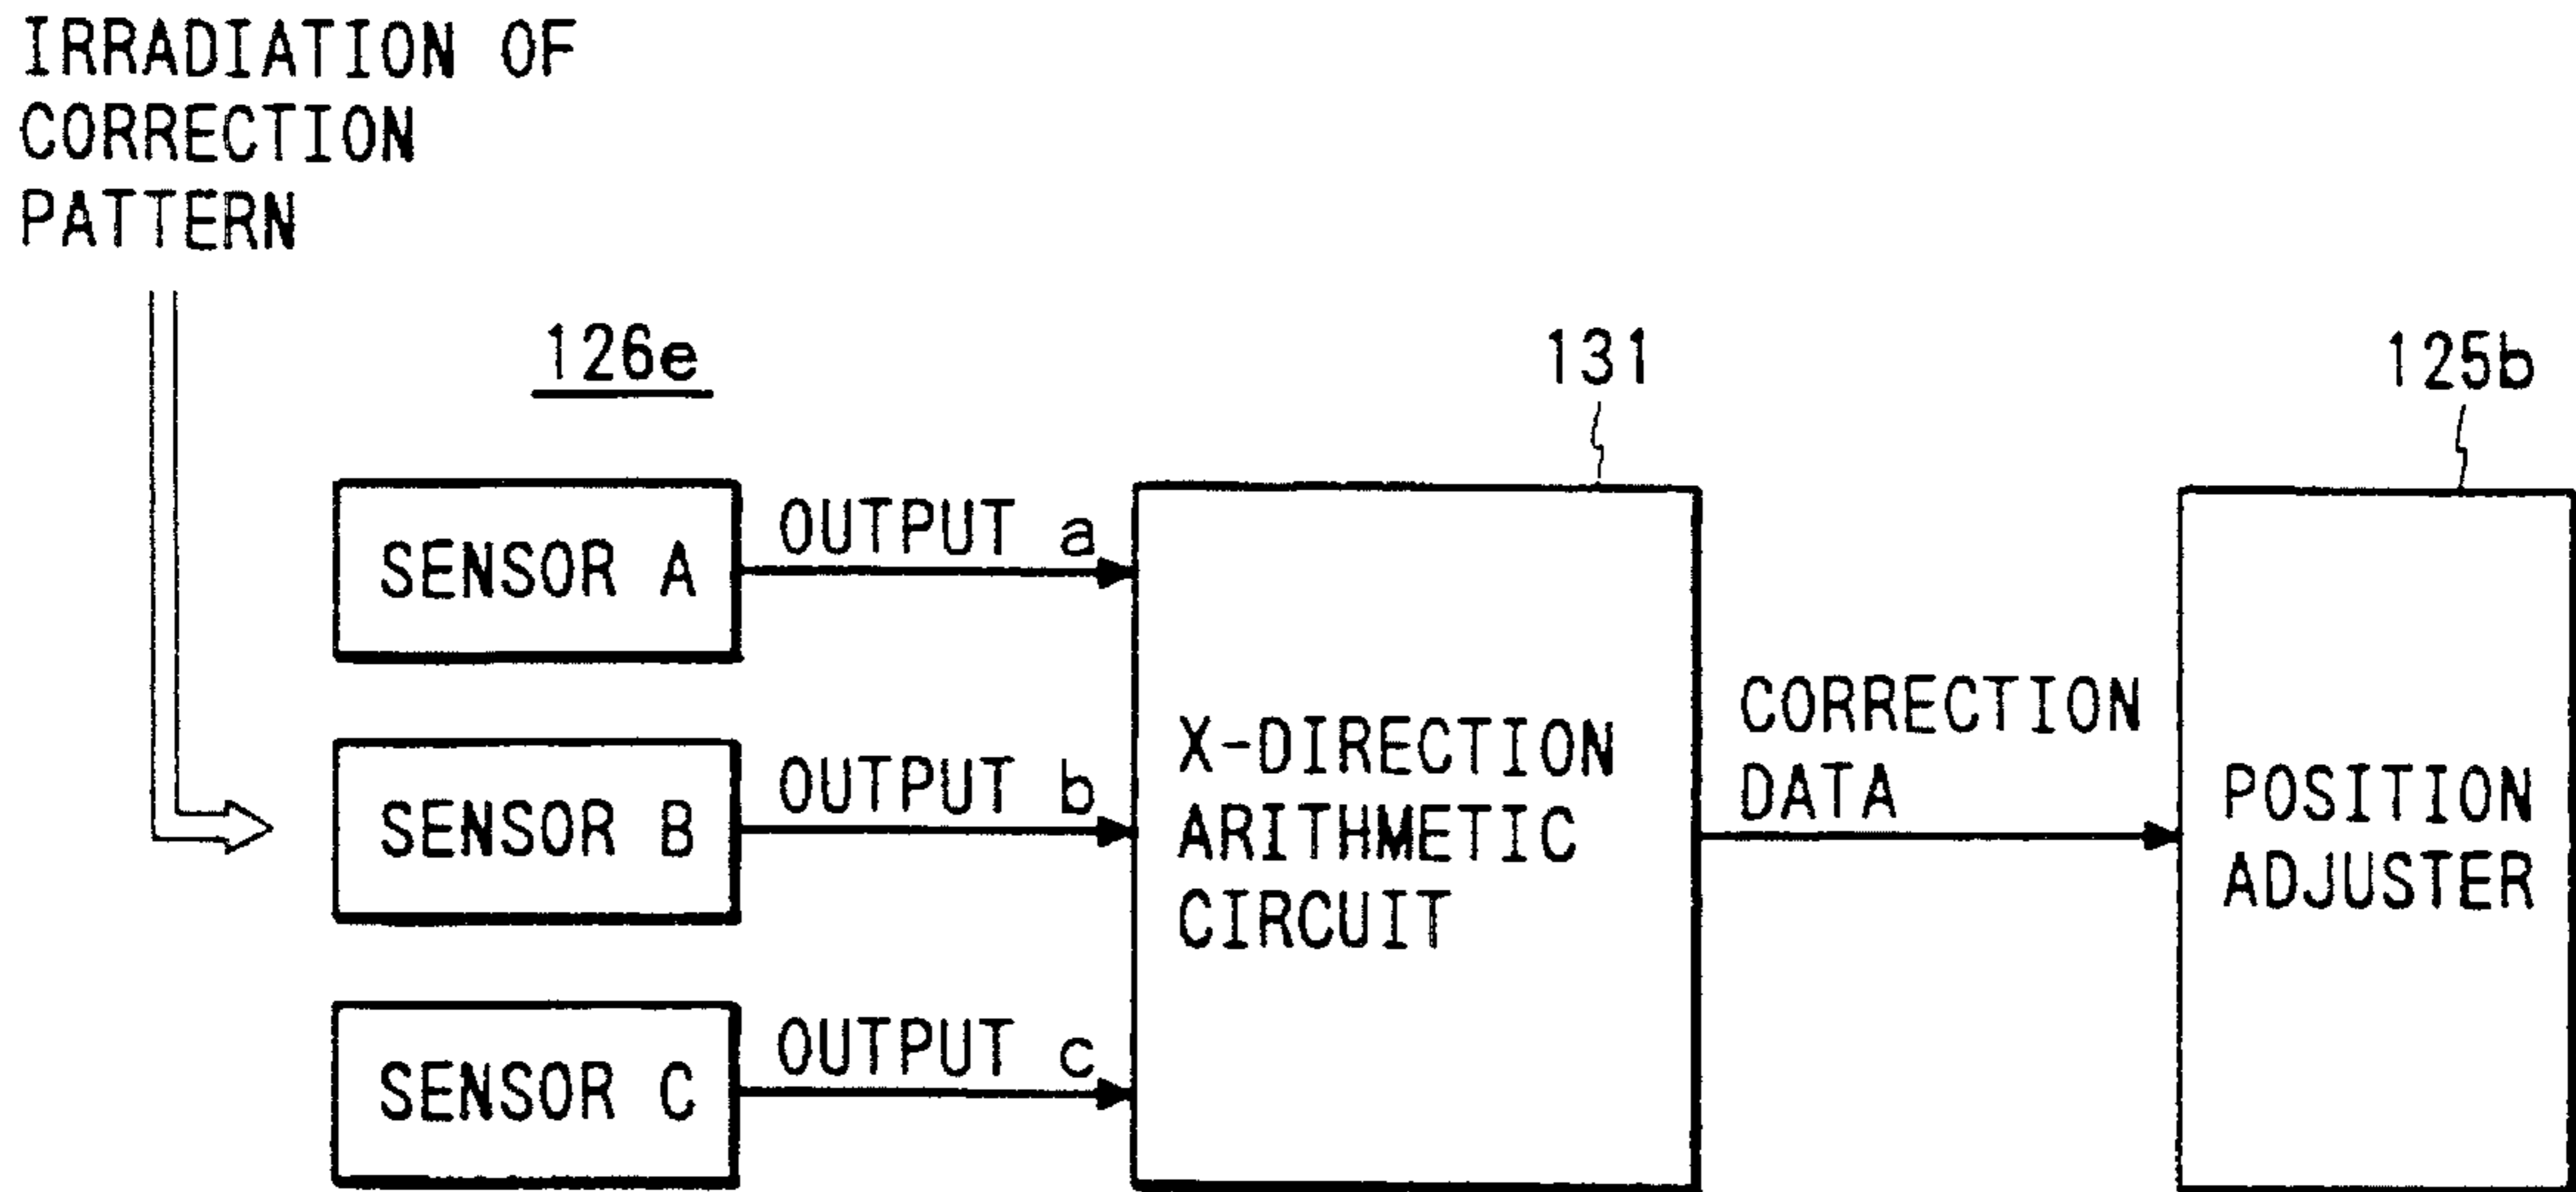 IRRADIATION OF
CORRECTION
PATTERN
126e
131
125b
SENSOR A
OUTPUT a
SENSOR B
OUTPUT b
SENSOR C
OUTPUT c
X-DIRECTION
ARITHMETIC
CIRCUIT
CORRECTION
DATA
POSITION
ADJUSTER